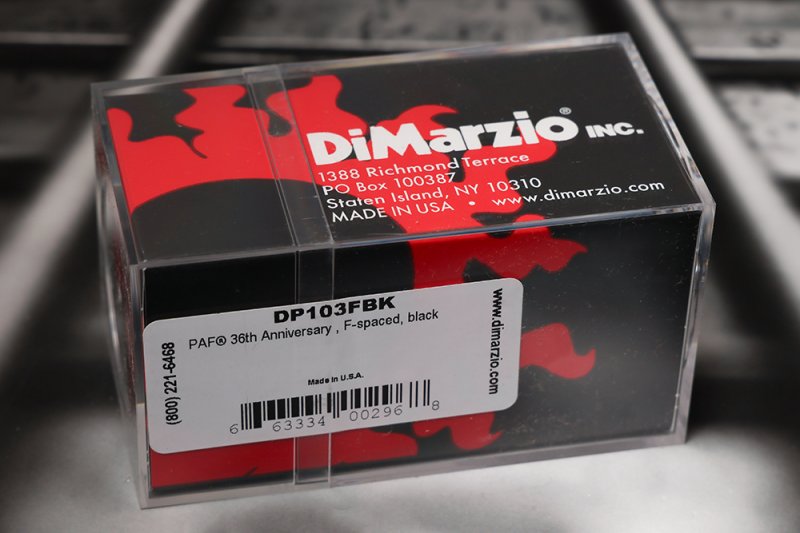 DiMarzio® INC.
1388 Richmond Terrace
PO Box 100387
Staten Island, NY 10310
MADE IN USA • www.dimarzio.com
DP103FBK
PAF® 36th Anniversary , F-spaced, black
(800) 221-6468
www.dimarzio.com
Made in U.S.A.
6 63334 00296 8